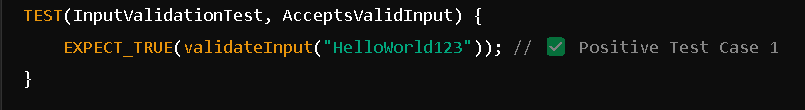 TEST(InputValidationTest, AcceptsValidInput) {
EXPECT_TRUE(validateInput("HelloWorld123")); // ✅ Positive Test Case 1
}